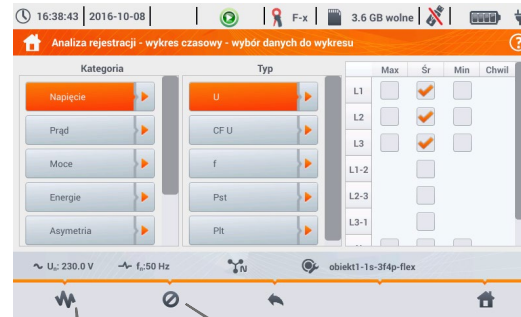 16:38:43 2016-10-08 F-x 3.6 GB wolne
Analiza rejestracji - wykres czasowy - wybór danych do wykresu ?
Kategoria Typ Max Śr Min Chwil
Napięcie U L1
Prąd CF U L2
Moce f L3
Energie Pst L1-2
Asymetria Plt L2-3
L3-1
Uₙ: 230.0 V fₙ:50 Hz N obiekt1-1s-3f4p-flex